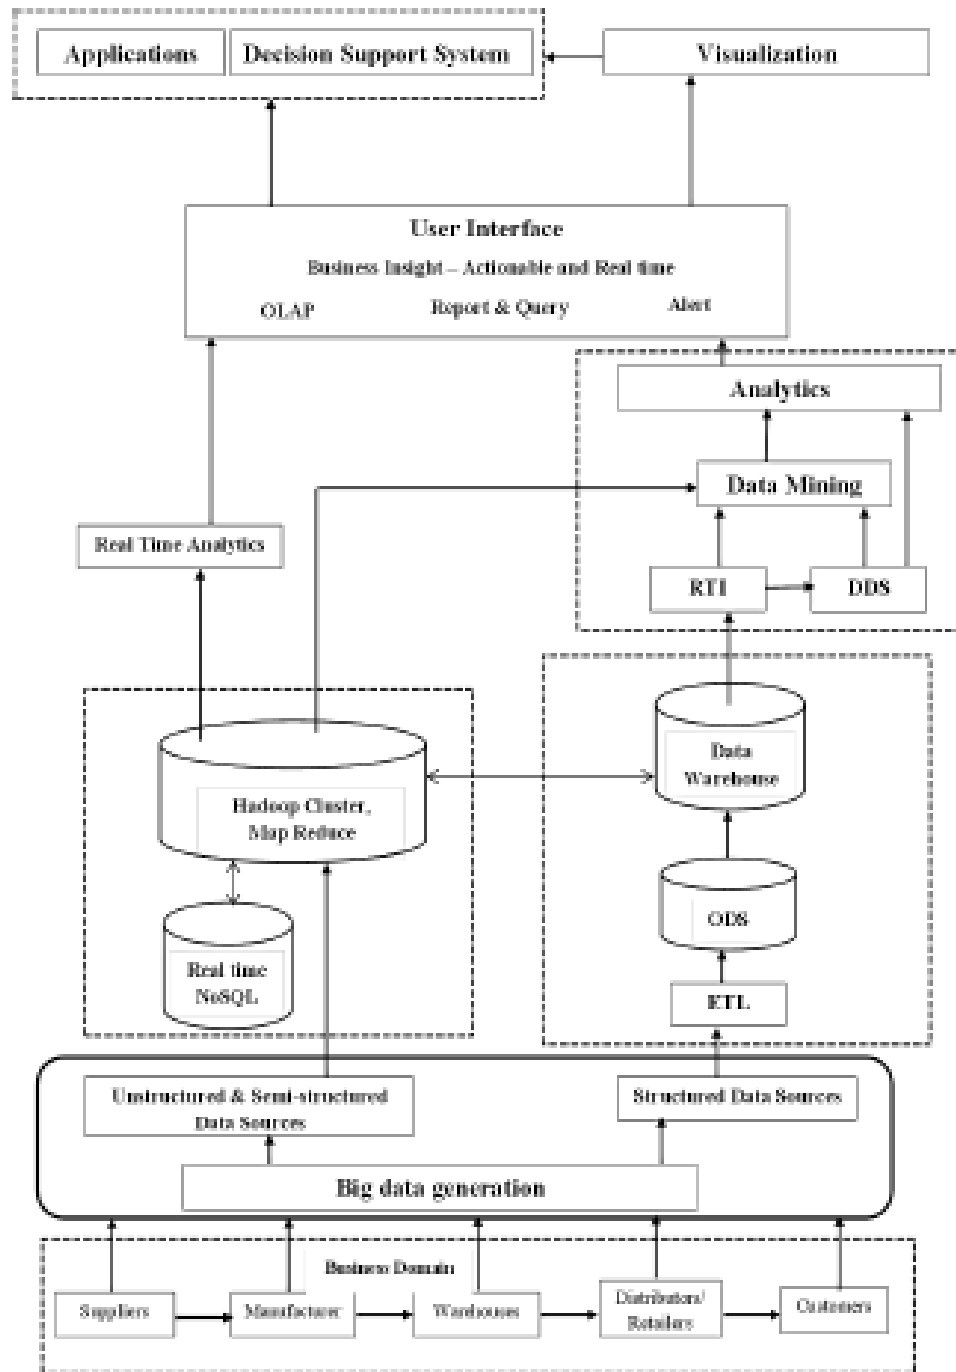 Applications
Decision Support System
Visualization
User Interface
Business Insight – Actionable and Real time
OLAP
Report & Query
Alert
Analytics
Data Mining
Real Time Analytics
RTI
DDS
Data
Warehouse
Hadoop Cluster,
Map Reduce
ODS
Real time
NoSQL
ETL
Unstructured & Semi-structured
Data Sources
Structured Data Sources
Big data generation
Business Domain
Suppliers
Manufacturer
Warehouses
Distributors/
Retailers
Customers